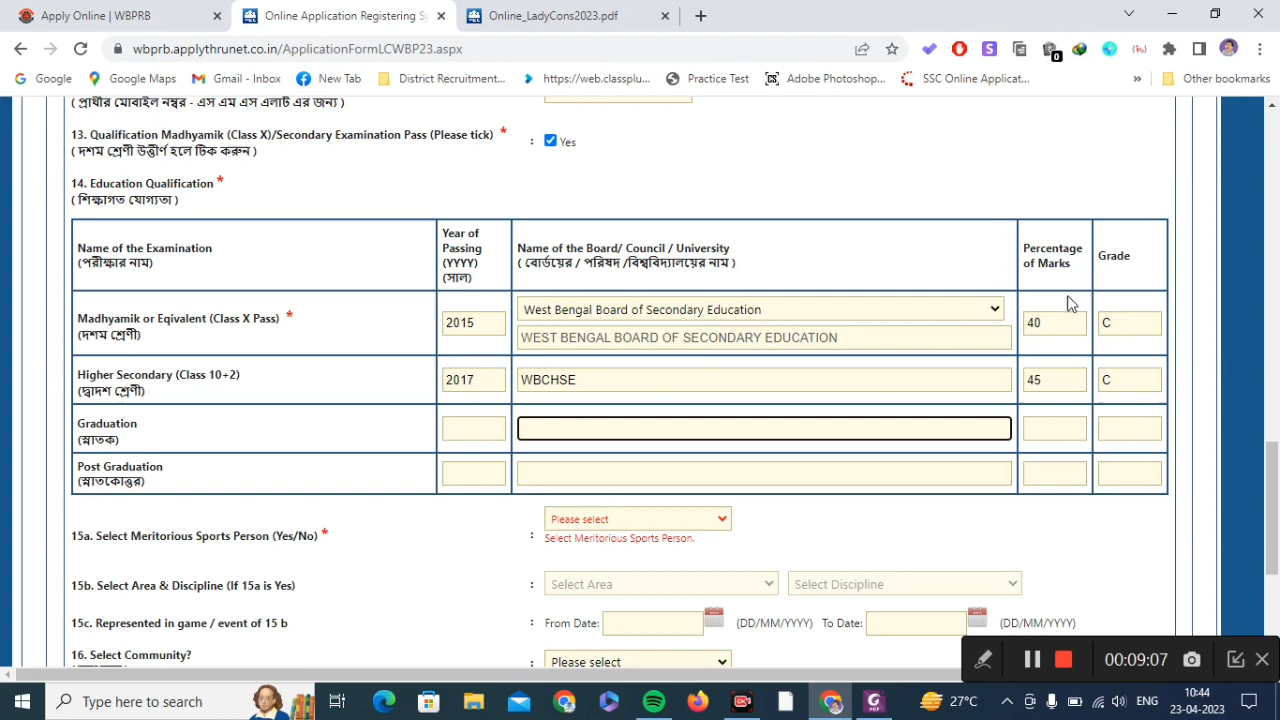 Apply Online | WBPRB
Online Application Registering Sy
Online_LadyCons2023.pdf
wbprb.applythrunet.co.in/ApplicationFormLCWBP23.aspx
0
Google
Google Maps
Gmail - Inbox
New Tab
District Recruitment...
https://web.classplu...
Practice Test
Adobe Photoshop...
SSC Online Applicat...
»
Other bookmarks
( প্রার্থীর মোবাইল নম্বর - এস এম এস এলার্ট এর জন্য )
13. Qualification Madhyamik (Class X)/Secondary Examination Pass (Please tick) *
: Yes
( দশম শ্রেণী উত্তীর্ণ হলে টিক করুন )
14. Education Qualification *
( শিক্ষাগত যোগ্যতা )
Name of the Examination
(পরীক্ষার নাম)
Year of
Passing
(YYYY)
(সাল)
Name of the Board/ Council / University
( বোর্ডয়ের / পরিষদ /বিশ্ববিদ্যালয়ের নাম )
Percentage
of Marks
Grade
Madhyamik or Eqivalent (Class X Pass) *
(দশম শ্রেণী)
2015
West Bengal Board of Secondary Education
WEST BENGAL BOARD OF SECONDARY EDUCATION
40
C
Higher Secondary (Class 10+2)
(দ্বাদশ শ্রেণী)
2017
WBCHSE
45
C
Graduation
(স্নাতক)
Post Graduation
(স্নাতকোত্তর)
15a. Select Meritorious Sports Person (Yes/No) *
: Please select
Select Meritorious Sports Person.
15b. Select Area & Discipline (If 15a is Yes)
: Select Area
Select Discipline
15c. Represented in game / event of 15 b
: From Date: (DD/MM/YYYY) To Date: (DD/MM/YYYY)
16. Select Community?
: Please select
00:09:07
Type here to search
27°C
ENG
10:44
23-04-2023